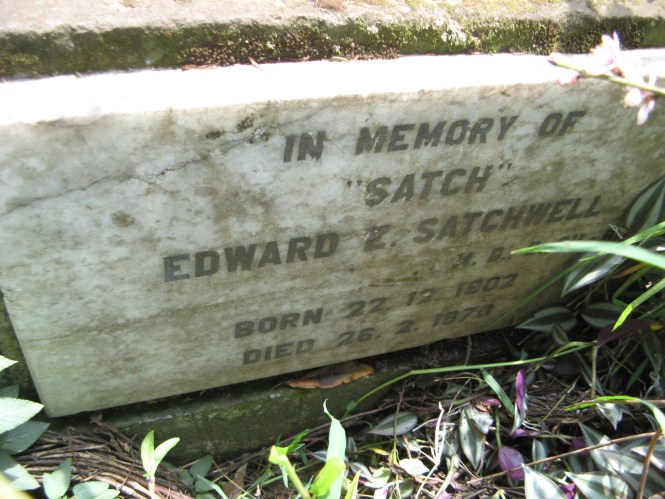 IN MEMORY OF
"SATCH"
EDWARD Z. SATCHWELL
BORN 22.12.1902
DIED 26.2.1970